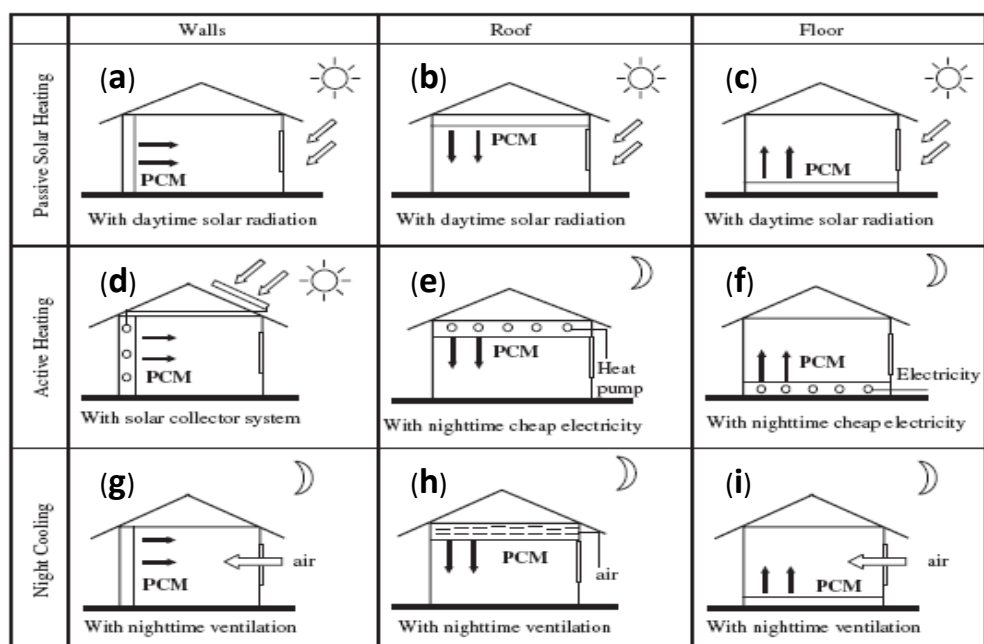 Walls
Roof
Floor
Passive Solar Heating
(a)
PCM
With daytime solar radiation
(b)
PCM
With daytime solar radiation
(c)
PCM
With daytime solar radiation
Active Heating
(d)
PCM
With solar collector system
(e)
PCM
Heat
pump
With nighttime cheap electricity
(f)
PCM
Electricity
With nighttime cheap electricity
Night Cooling
(g)
air
PCM
With nighttime ventilation
(h)
PCM
air
With nighttime ventilation
(i)
air
PCM
With nighttime ventilation